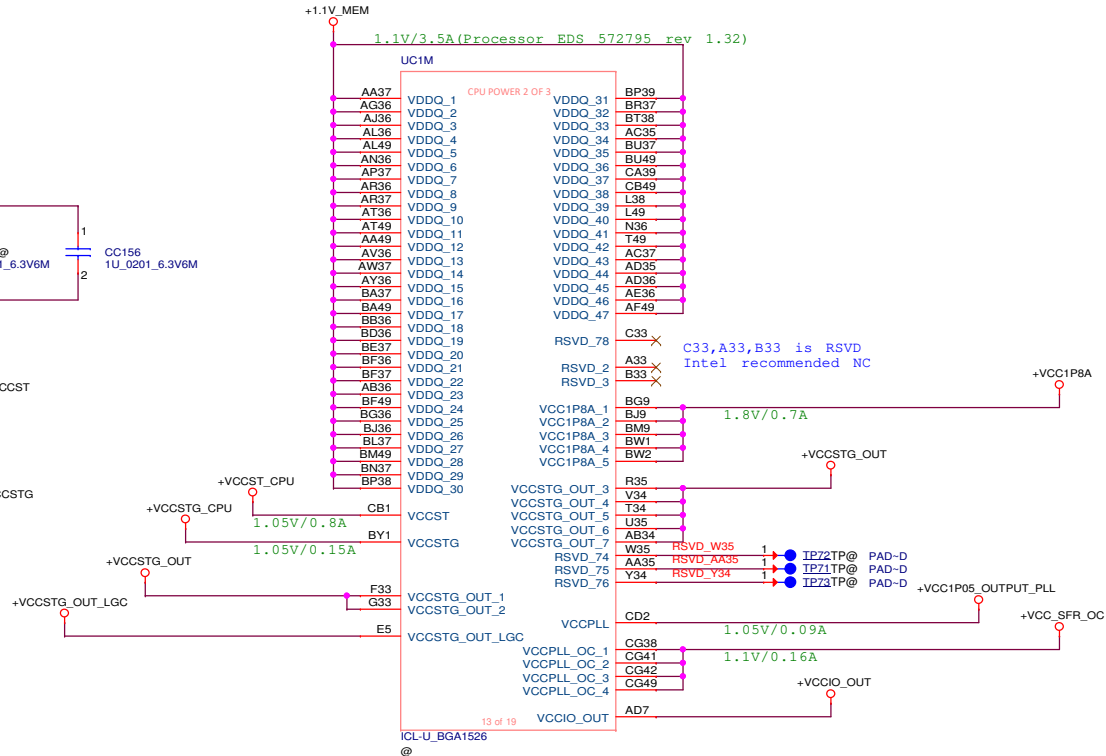 +1.1V_MEM
1.1V/3.5A(Processor EDS 572795 rev 1.32)
UC1M
CPU POWER 2 OF 3
AA37 VDDQ_1 VDDQ_31 BP39
AG36 VDDQ_2 VDDQ_32 BR37
AJ36 VDDQ_3 VDDQ_33 BT38
AL36 VDDQ_4 VDDQ_34 AC35
AL49 VDDQ_5 VDDQ_35 BU37
AN36 VDDQ_6 VDDQ_36 BU49
AP37 VDDQ_7 VDDQ_37 CA39
AR36 VDDQ_8 VDDQ_38 CB49
AR37 VDDQ_9 VDDQ_39 L38
AT36 VDDQ_10 VDDQ_40 L49
AT49 VDDQ_11 VDDQ_41 N36
AA49 VDDQ_12 VDDQ_42 T49
AV36 VDDQ_13 VDDQ_43 AC37
AW37 VDDQ_14 VDDQ_44 AD35
AY36 VDDQ_15 VDDQ_45 AD36
BA37 VDDQ_16 VDDQ_46 AE36
BA49 VDDQ_17 VDDQ_47 AF49
BB36 VDDQ_18
BD36 VDDQ_19 RSVD_78 C33
BE37 VDDQ_20
BF36 VDDQ_21 RSVD_2 A33
BF37 VDDQ_22 RSVD_3 B33
AB36 VDDQ_23
BF49 VDDQ_24 VCC1P8A_1 BG9
BG36 VDDQ_25 VCC1P8A_2 BJ9
BJ36 VDDQ_26 VCC1P8A_3 BM9
BL37 VDDQ_27 VCC1P8A_4 BW1
BM49 VDDQ_28 VCC1P8A_5 BW2
BN37 VDDQ_29
BP38 VDDQ_30
C33,A33,B33 is RSVD
Intel recommended NC
+VCC1P8A
1.8V/0.7A
1
@
CC156
1_6.3V6M
1U_0201_6.3V6M
2
CCST
CSTG
+VCCST_CPU
CB1 VCCST
1.05V/0.8A
+VCCSTG_CPU
BY1 VCCSTG
1.05V/0.15A
+VCCSTG_OUT
F33 VCCSTG_OUT_1
G33 VCCSTG_OUT_2
+VCCSTG_OUT_LGC
E5 VCCSTG_OUT_LGC
+VCCSTG_OUT
VCCSTG_OUT_3 R35
VCCSTG_OUT_4 V34
VCCSTG_OUT_5 T34
VCCSTG_OUT_6 U35
VCCSTG_OUT_7 AB34
RSVD_74 W35 RSVD_W35 1 TP72TP@ PAD~D
RSVD_75 AA35 RSVD_AA35 1 TP71TP@ PAD~D
RSVD_76 Y34 RSVD_Y34 1 TP73TP@ PAD~D
+VCC1P05_OUTPUT_PLL
VCCPLL CD2
1.05V/0.09A
+VCC_SFR_OC
VCCPLL_OC_1 CG38
1.1V/0.16A
VCCPLL_OC_2 CG41
VCCPLL_OC_3 CG42
VCCPLL_OC_4 CG49
+VCCIO_OUT
VCCIO_OUT AD7
13 of 19
ICL-U_BGA1526
@